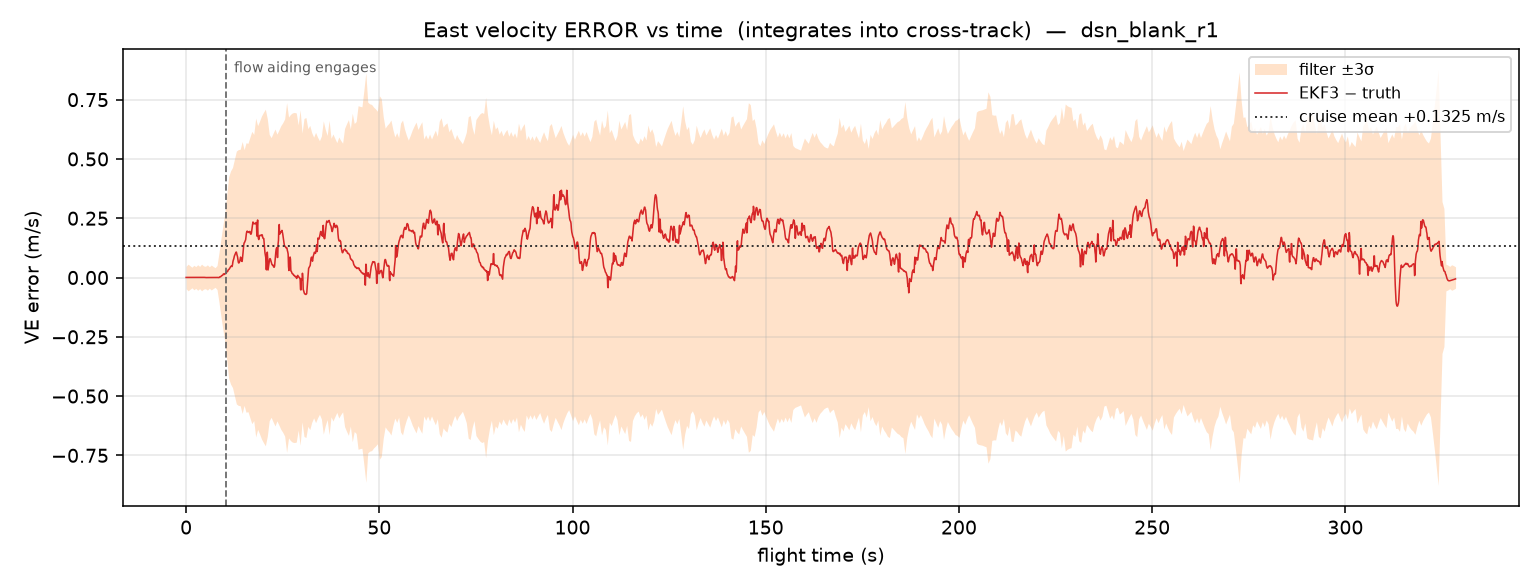 East velocity ERROR vs time  (integrates into cross-track)  —  dsn_blank_r1
flow aiding engages
filter ±3σ
EKF3 − truth
cruise mean +0.1325 m/s
VE error (m/s)
0.75
0.50
0.25
0.00
−0.25
−0.50
−0.75
0 50 100 150 200 250 300
flight time (s)